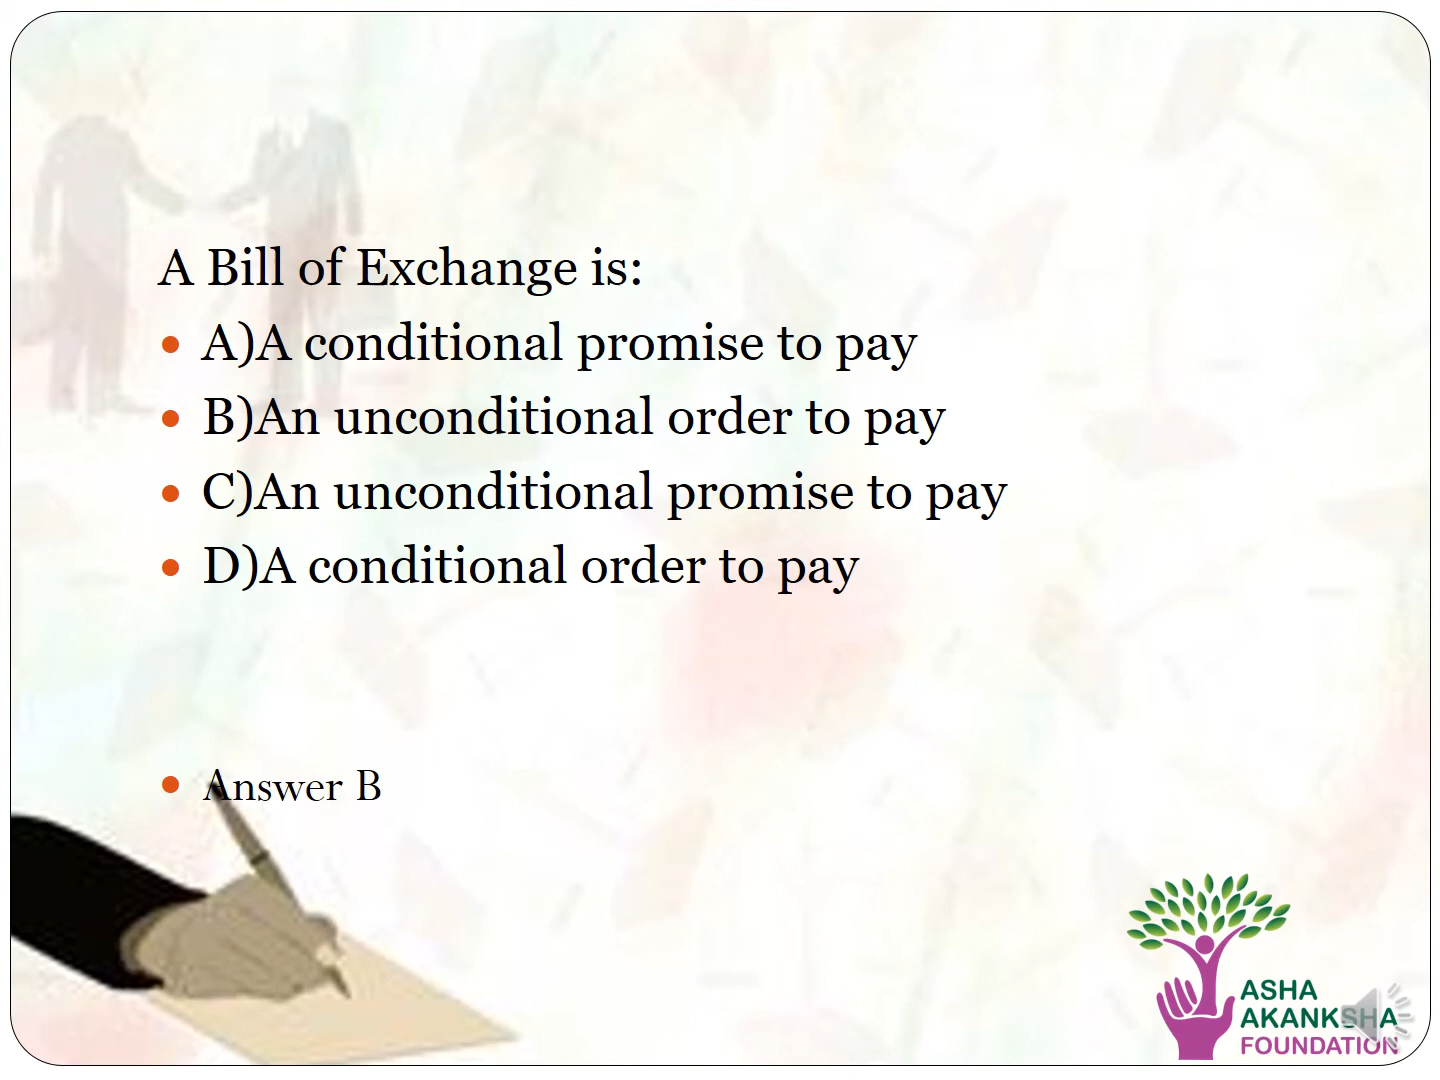 A Bill of Exchange is:
A)A conditional promise to pay
B)An unconditional order to pay
C)An unconditional promise to pay
D)A conditional order to pay
Answer B
ASHA
AKANKSHA
FOUNDATION